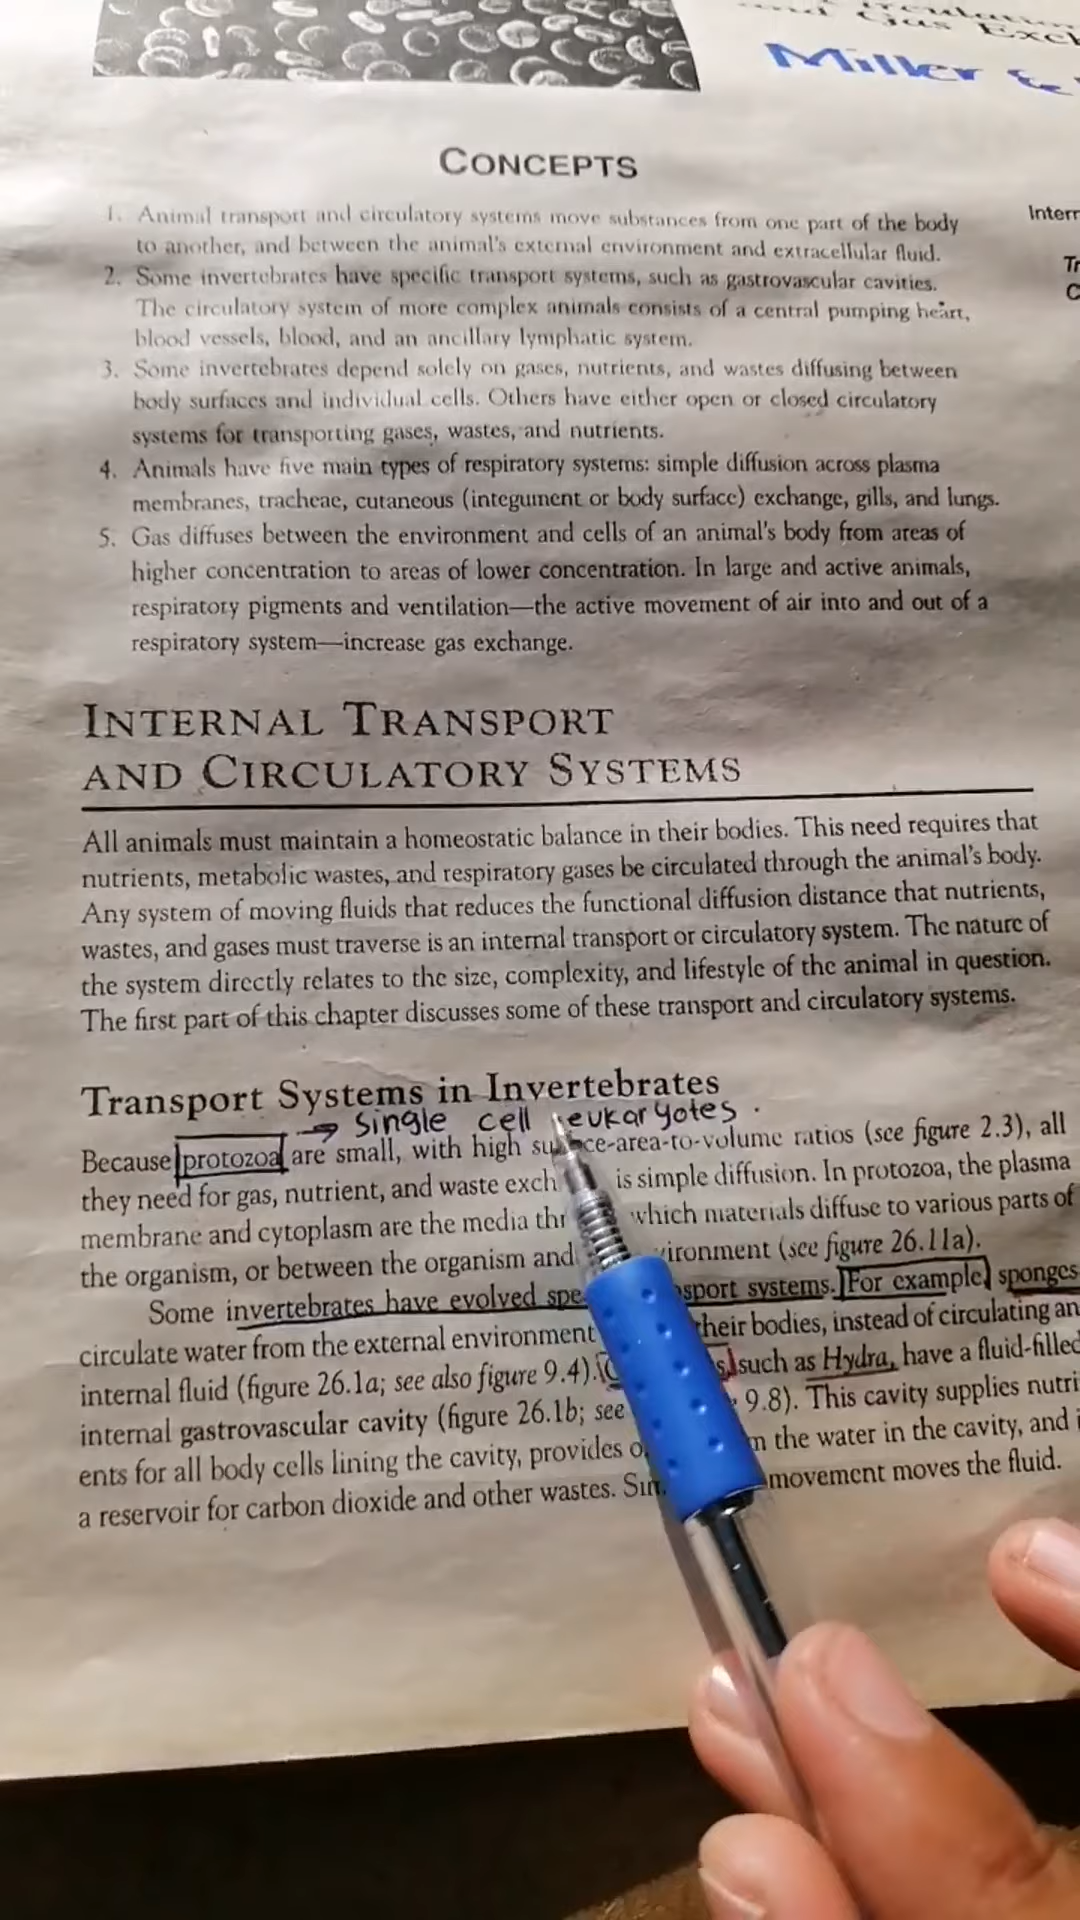 and Gas Exch
Miller &
CONCEPTS
1. Animal transport and circulatory systems move substances from one part of the body
to another, and between the animal's external environment and extracellular fluid.
2. Some invertebrates have specific transport systems, such as gastrovascular cavities.
The circulatory system of more complex animals consists of a central pumping heart,
blood vessels, blood, and an ancillary lymphatic system.
3. Some invertebrates depend solely on gases, nutrients, and wastes diffusing between
body surfaces and individual cells. Others have either open or closed circulatory
systems for transporting gases, wastes, and nutrients.
4. Animals have five main types of respiratory systems: simple diffusion across plasma
membranes, tracheae, cutaneous (integument or body surface) exchange, gills, and lungs.
5. Gas diffuses between the environment and cells of an animal's body from areas of
higher concentration to areas of lower concentration. In large and active animals,
respiratory pigments and ventilation—the active movement of air into and out of a
respiratory system—increase gas exchange.
Intern
Tr
C
INTERNAL TRANSPORT
AND CIRCULATORY SYSTEMS
All animals must maintain a homeostatic balance in their bodies. This need requires that
nutrients, metabolic wastes, and respiratory gases be circulated through the animal's body.
Any system of moving fluids that reduces the functional diffusion distance that nutrients,
wastes, and gases must traverse is an internal transport or circulatory system. The nature of
the system directly relates to the size, complexity, and lifestyle of the animal in question.
The first part of this chapter discusses some of these transport and circulatory systems.
Transport Systems in Invertebrates
→ single cell eukaryotes.
Because protozoa are small, with high su ce-area-to-volume ratios (see figure 2.3), all
they need for gas, nutrient, and waste exch is simple diffusion. In protozoa, the plasma
membrane and cytoplasm are the media thr which materials diffuse to various parts of
the organism, or between the organism and vironment (see figure 26.11a).
Some invertebrates have evolved spe sport systems. For example, sponges
circulate water from the external environment their bodies, instead of circulating an
internal fluid (figure 26.1a; see also figure 9.4). such as Hydra, have a fluid-filled
internal gastrovascular cavity (figure 26.1b; see 9.8). This cavity supplies nutri
ents for all body cells lining the cavity, provides o m the water in the cavity, and i
a reservoir for carbon dioxide and other wastes. Sim movement moves the fluid.